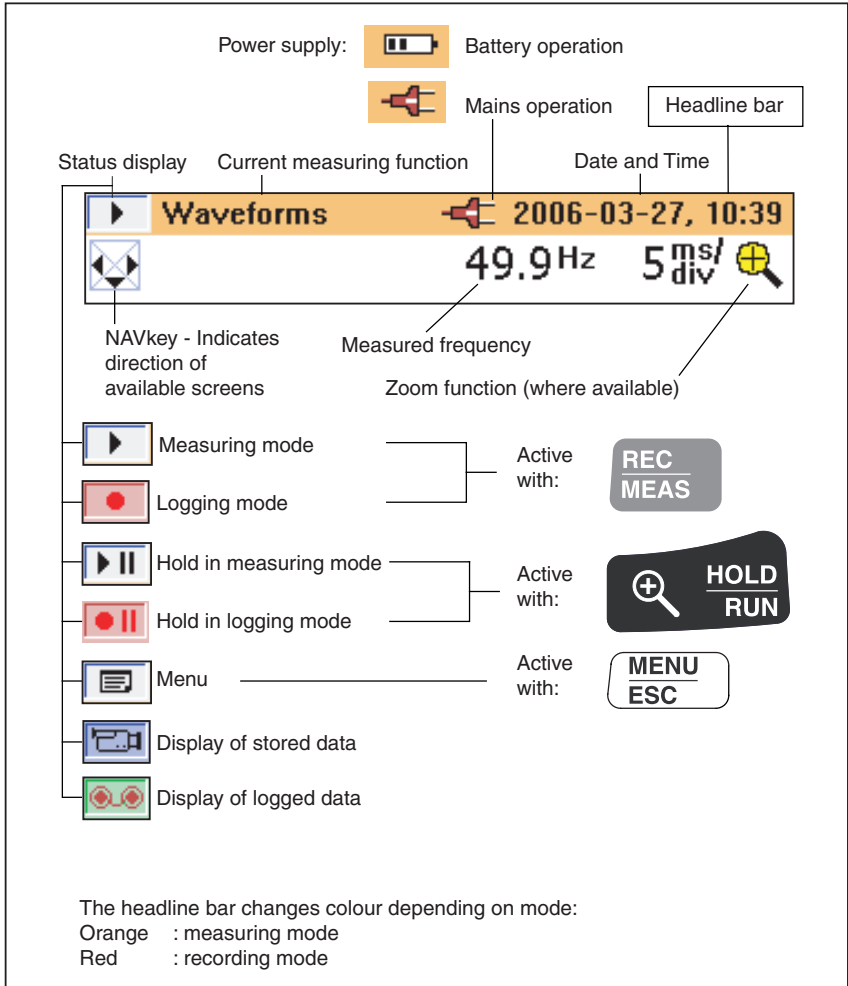 Power supply: Battery operation
Mains operation
Headline bar
Status display Current measuring function Date and Time
Waveforms 2006-03-27, 10:39
49.9 Hz 5 ms/div
NAVkey - Indicates
direction of
available screens
Measured frequency
Zoom function (where available)
Measuring mode
Active
with:
REC
MEAS
Logging mode
Hold in measuring mode
Active
with:
HOLD
RUN
Hold in logging mode
Menu
Active
with:
MENU
ESC
Display of stored data
Display of logged data
The headline bar changes colour depending on mode:
Orange : measuring mode
Red : recording mode